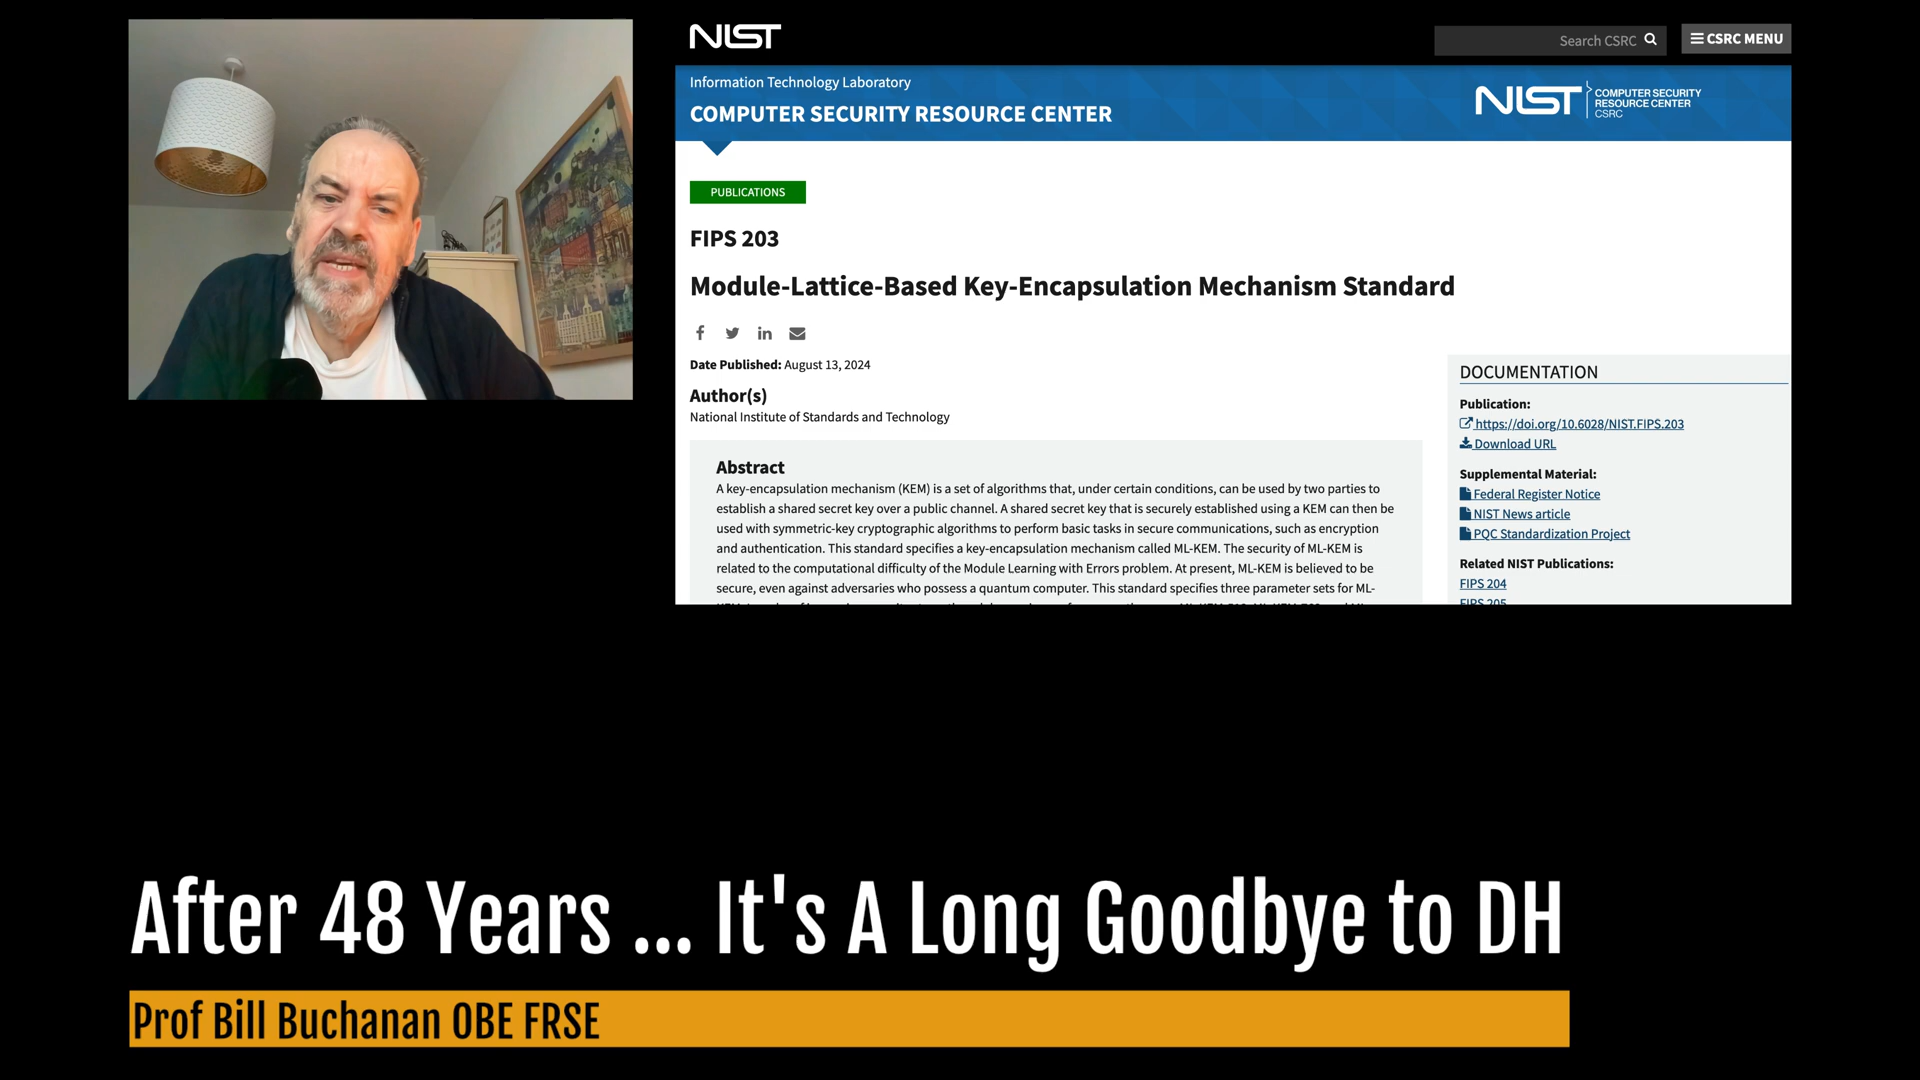 NIST
Search CSRC
CSRC MENU
Information Technology Laboratory
COMPUTER SECURITY RESOURCE CENTER
NIST
COMPUTER SECURITY
RESOURCE CENTER
CSRC
PUBLICATIONS
FIPS 203
Module-Lattice-Based Key-Encapsulation Mechanism Standard
Date Published: August 13, 2024
Author(s)
National Institute of Standards and Technology
Abstract
A key-encapsulation mechanism (KEM) is a set of algorithms that, under certain conditions, can be used by two parties to
establish a shared secret key over a public channel. A shared secret key that is securely established using a KEM can then be
used with symmetric-key cryptographic algorithms to perform basic tasks in secure communications, such as encryption
and authentication. This standard specifies a key-encapsulation mechanism called ML-KEM. The security of ML-KEM is
related to the computational difficulty of the Module Learning with Errors problem. At present, ML-KEM is believed to be
secure, even against adversaries who possess a quantum computer. This standard specifies three parameter sets for ML-
DOCUMENTATION
Publication:
https://doi.org/10.6028/NIST.FIPS.203
Download URL
Supplemental Material:
Federal Register Notice
NIST News article
PQC Standardization Project
Related NIST Publications:
FIPS 204
FIPS 205
After 48 Years ... It's A Long Goodbye to DH
Prof Bill Buchanan OBE FRSE